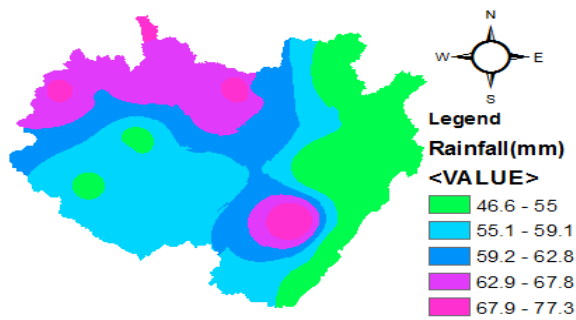 N
W E
S
Legend
Rainfall(mm)
<VALUE>
46.6 - 55
55.1 - 59.1
59.2 - 62.8
62.9 - 67.8
67.9 - 77.3